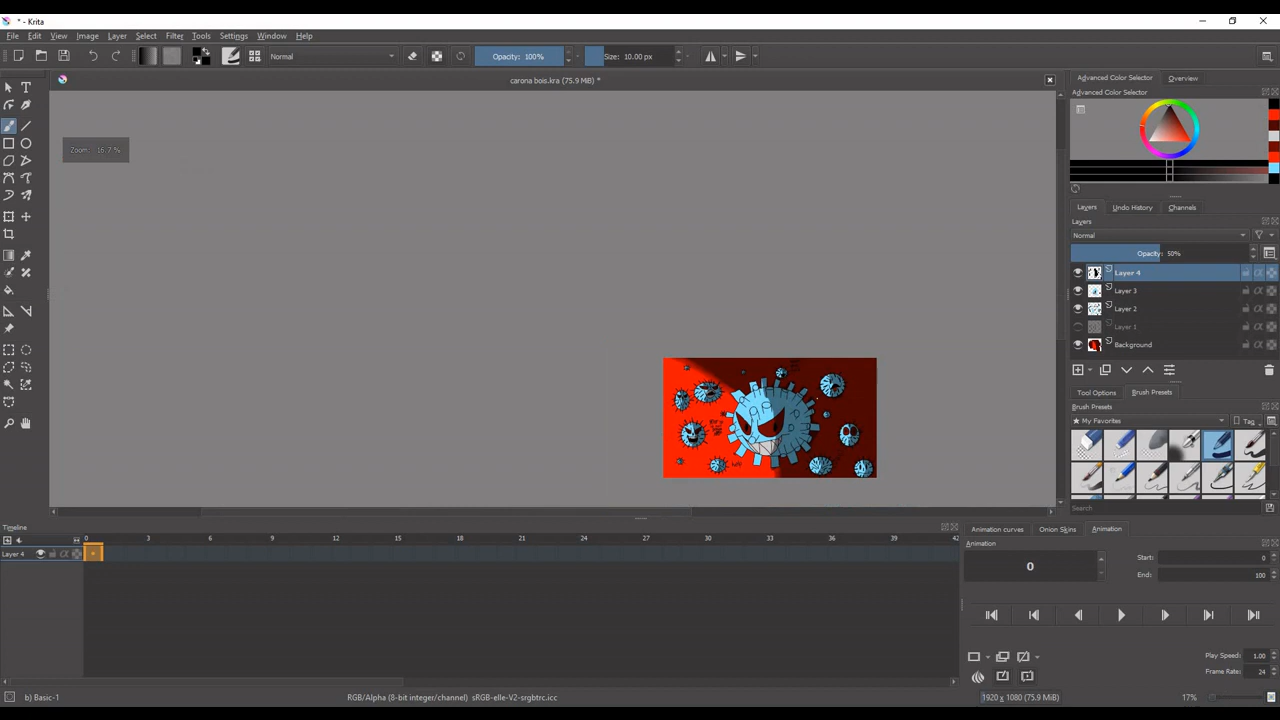 * - Krita
File Edit View Image Layer Select Filter Tools Settings Window Help
Normal Opacity: 100% Size: 10.00 px
carona bois.kra (75.9 MiB) *
Zoom: 16.7 %
Advanced Color Selector Overview
Advanced Color Selector
Layers Undo History Channels
Layers
Normal
Opacity: 50%
Layer 4
Layer 3
Layer 2
Layer 1
Background
Tool Options Brush Presets
Brush Presets
My Favorites Tag
Search
Timeline
0 3 6 9 12 15 18 21 24 27 30 33 36 39 42
Layer 4
Animation curves Onion Skins Animation
Animation
0
Start: 0
End: 100
Play Speed: 1.00
Frame Rate: 24
b) Basic-1
RGB/Alpha (8-bit integer/channel) sRGB-elle-V2-srgbtrc.icc
1920 x 1080 (75.9 MiB)
17%